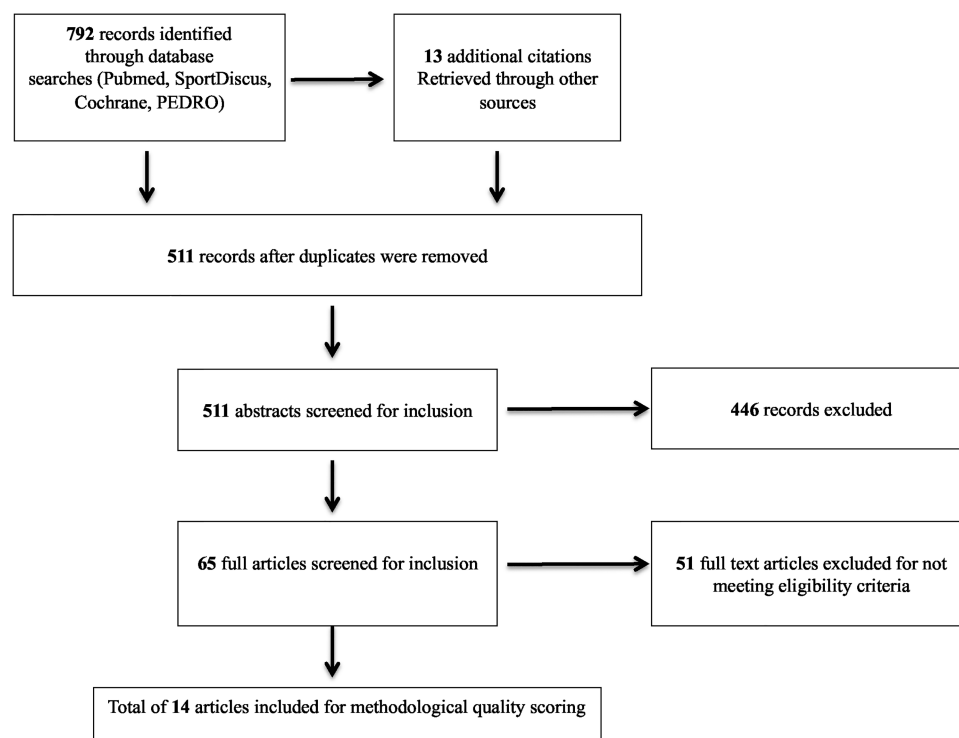 792 records identified
through database
searches (Pubmed, SportDiscus,
Cochrane, PEDRO)
13 additional citations
Retrieved through other
sources
511 records after duplicates were removed
511 abstracts screened for inclusion
446 records excluded
65 full articles screened for inclusion
51 full text articles excluded for not
meeting eligibility criteria
Total of 14 articles included for methodological quality scoring